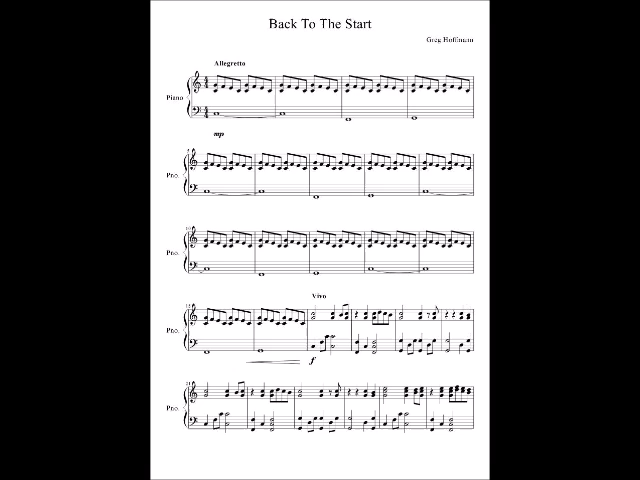 Back To The Start
Greg Hoffmann
Allegretto
Piano
mp
Pno.
Pno.
Vivo
Pno.
f
Pno.